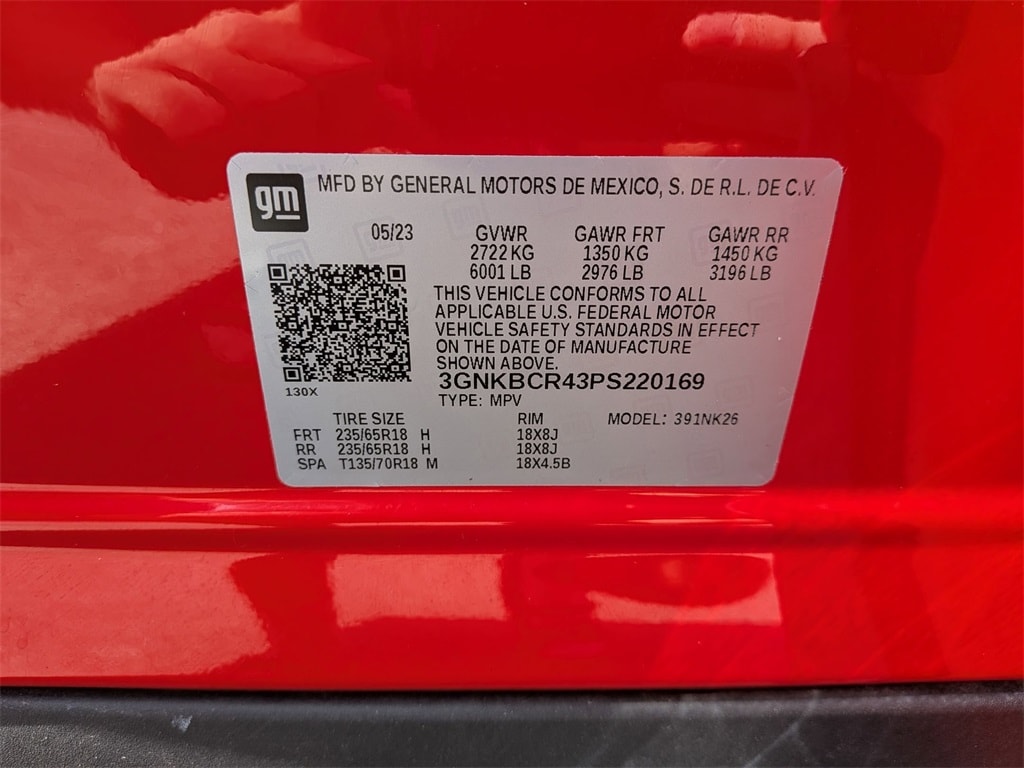 gm MFD BY GENERAL MOTORS DE MEXICO, S. DE R.L. DE C.V.
05/23 GVWR GAWR FRT GAWR RR
2722 KG 1350 KG 1450 KG
6001 LB 2976 LB 3196 LB
THIS VEHICLE CONFORMS TO ALL
APPLICABLE U.S. FEDERAL MOTOR
VEHICLE SAFETY STANDARDS IN EFFECT
ON THE DATE OF MANUFACTURE
SHOWN ABOVE.
3GNKBCR43PS220169
130X
TYPE: MPV
TIRE SIZE RIM MODEL: 391NK26
FRT 235/65R18 H 18X8J
RR 235/65R18 H 18X8J
SPA T135/70R18 M 18X4.5B